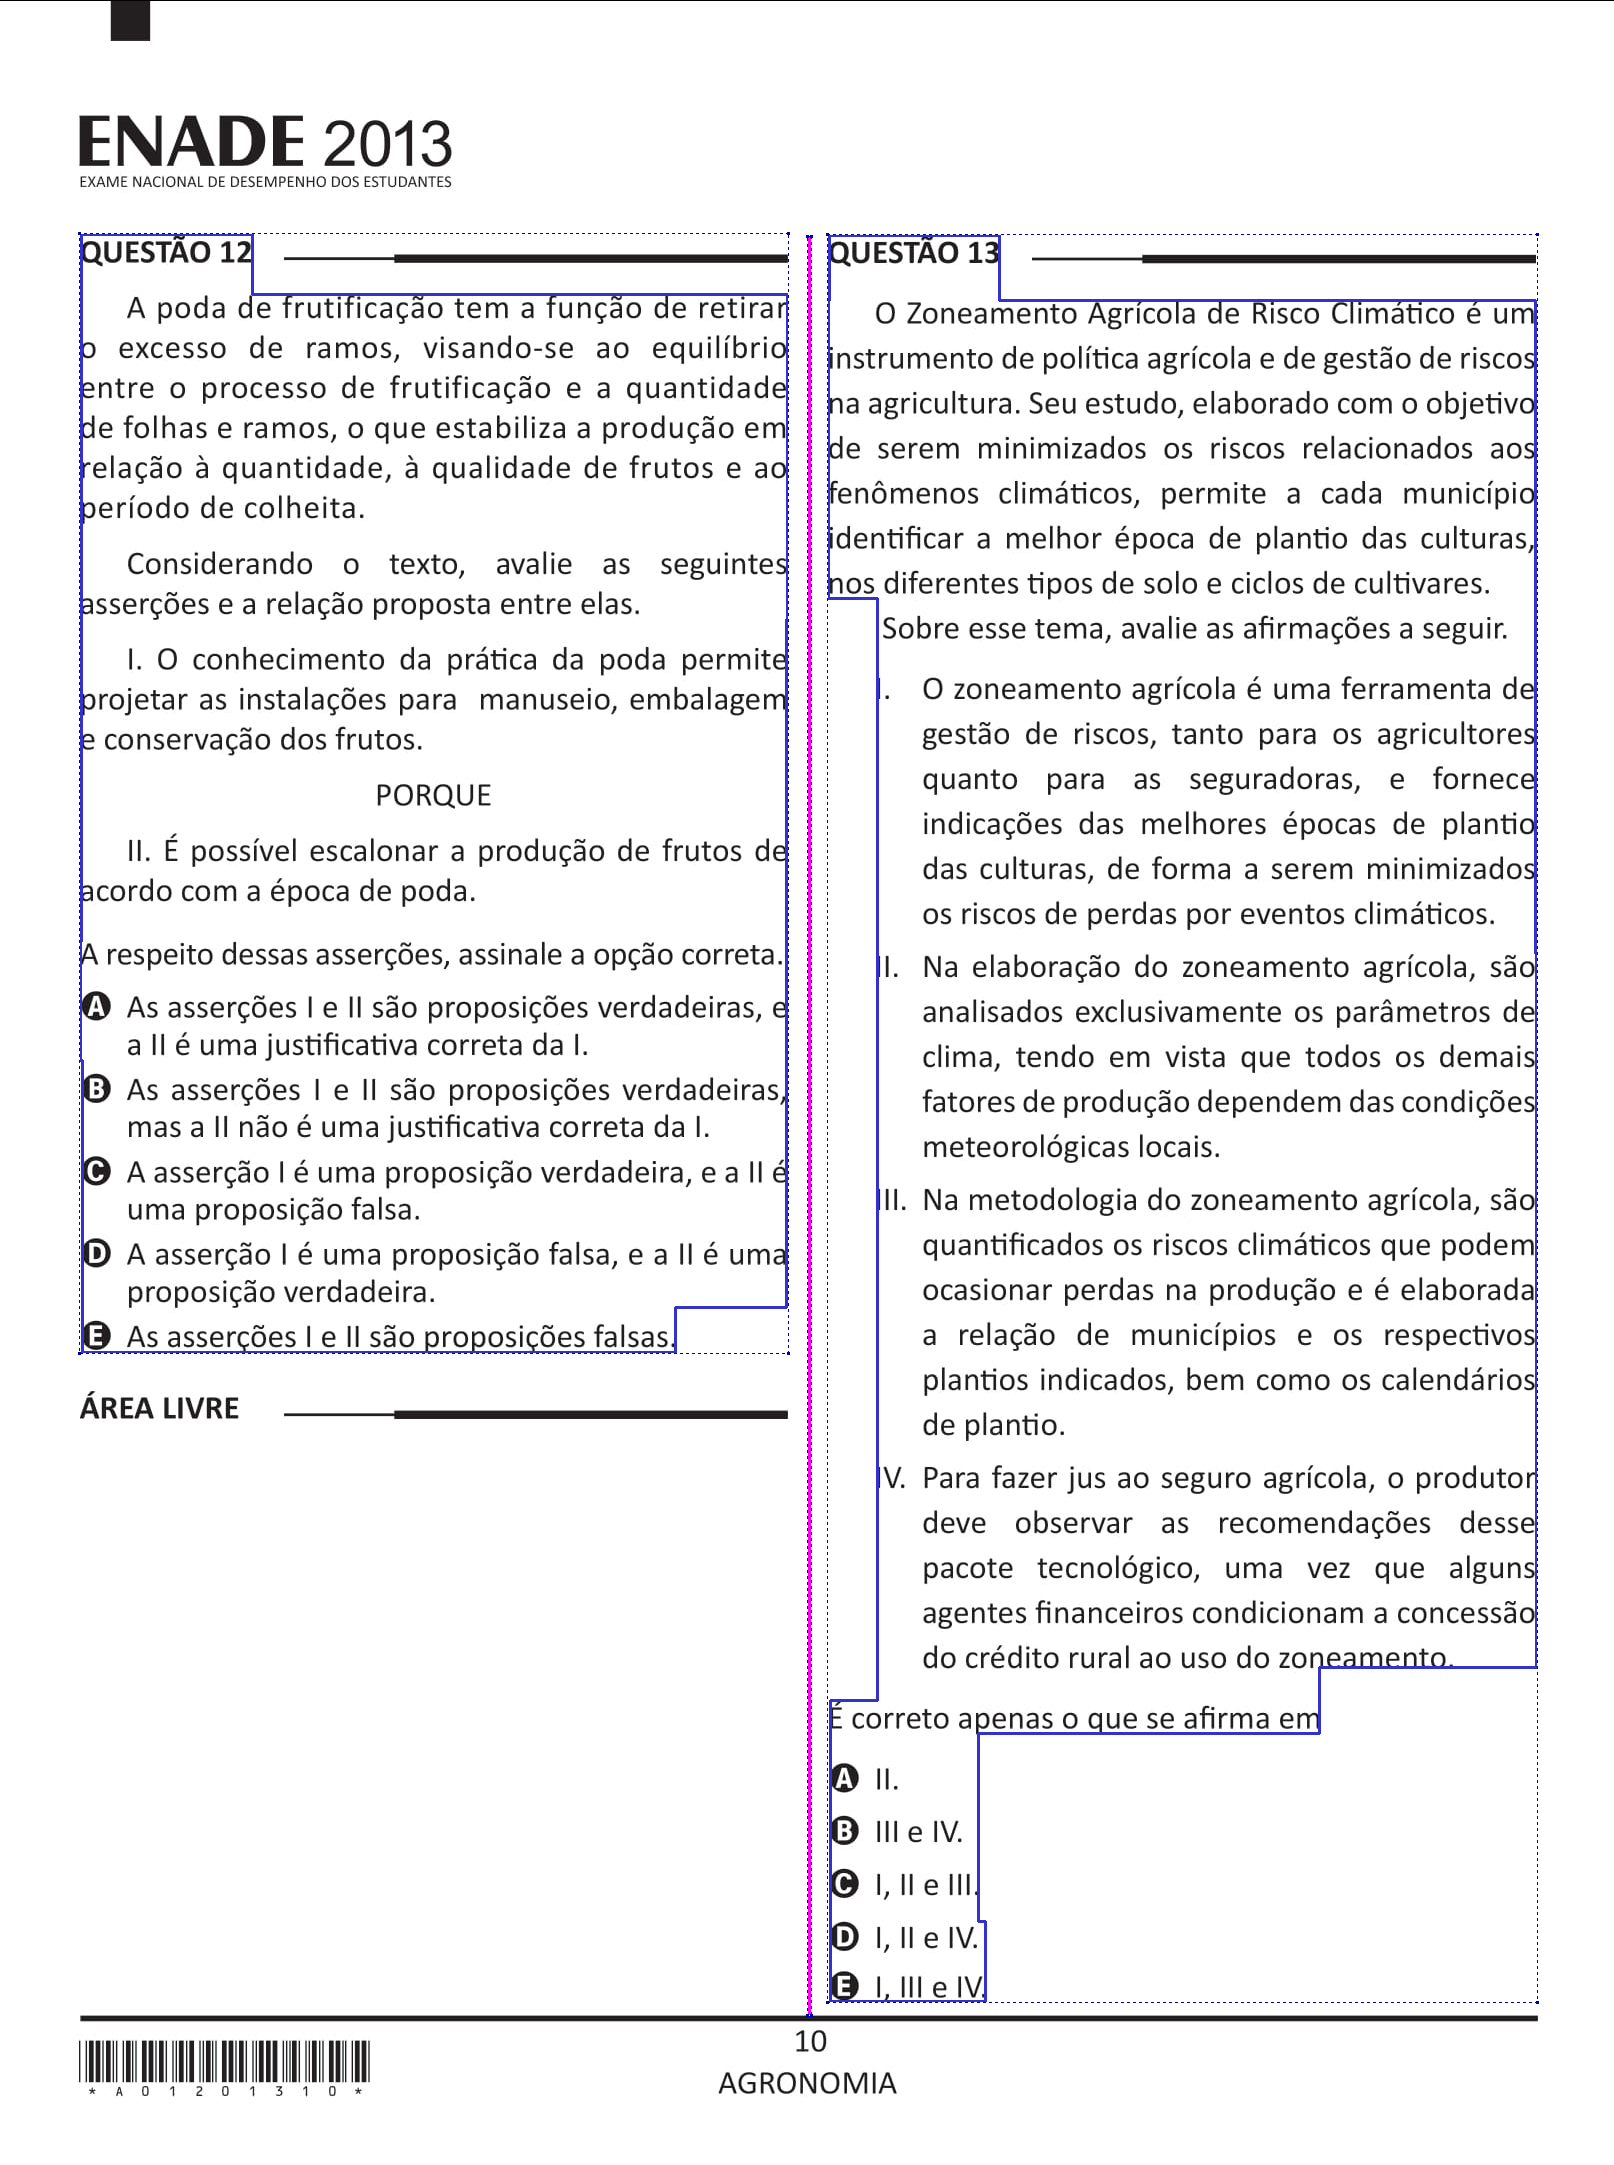 ENADE 2013
EXAME NACIONAL DE DESEMPENHO DOS ESTUDANTES
QUESTÃO 12
A poda de frutificação tem a função de retirar
o excesso de ramos, visando-se ao equilíbrio
entre o processo de frutificação e a quantidade
de folhas e ramos, o que estabiliza a produção em
relação à quantidade, à qualidade de frutos e ao
período de colheita.
Considerando o texto, avalie as seguintes
asserções e a relação proposta entre elas.
I. O conhecimento da prática da poda permite
projetar as instalações para manuseio, embalagem
e conservação dos frutos.
PORQUE
II. É possível escalonar a produção de frutos de
acordo com a época de poda.
A respeito dessas asserções, assinale a opção correta.
A As asserções I e II são proposições verdadeiras, e
a II é uma justificativa correta da I.
B As asserções I e II são proposições verdadeiras,
mas a II não é uma justificativa correta da I.
C A asserção I é uma proposição verdadeira, e a II é
uma proposição falsa.
D A asserção I é uma proposição falsa, e a II é uma
proposição verdadeira.
E As asserções I e II são proposições falsas.
ÁREA LIVRE
QUESTÃO 13
O Zoneamento Agrícola de Risco Climático é um
instrumento de política agrícola e de gestão de riscos
na agricultura. Seu estudo, elaborado com o objetivo
de serem minimizados os riscos relacionados aos
fenômenos climáticos, permite a cada município
identificar a melhor época de plantio das culturas,
nos diferentes tipos de solo e ciclos de cultivares.
Sobre esse tema, avalie as afirmações a seguir.
I. O zoneamento agrícola é uma ferramenta de
gestão de riscos, tanto para os agricultores
quanto para as seguradoras, e fornece
indicações das melhores épocas de plantio
das culturas, de forma a serem minimizados
os riscos de perdas por eventos climáticos.
II. Na elaboração do zoneamento agrícola, são
analisados exclusivamente os parâmetros de
clima, tendo em vista que todos os demais
fatores de produção dependem das condições
meteorológicas locais.
III. Na metodologia do zoneamento agrícola, são
quantificados os riscos climáticos que podem
ocasionar perdas na produção e é elaborada
a relação de municípios e os respectivos
plantios indicados, bem como os calendários
de plantio.
IV. Para fazer jus ao seguro agrícola, o produtor
deve observar as recomendações desse
pacote tecnológico, uma vez que alguns
agentes financeiros condicionam a concessão
do crédito rural ao uso do zoneamento.
É correto apenas o que se afirma em
A II.
B III e IV.
C I, II e III.
D I, II e IV.
E I, III e IV.
10
AGRONOMIA
*A01201310*